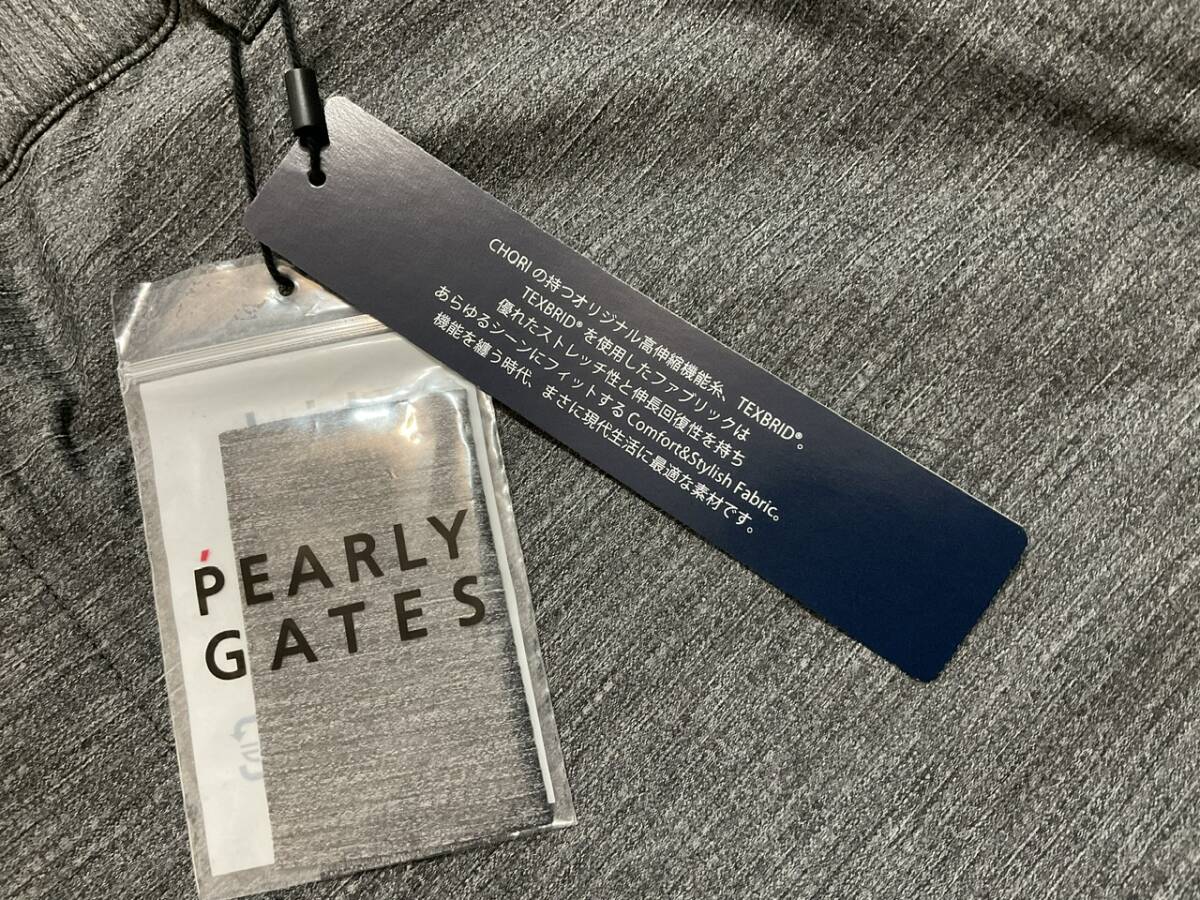 CHORI の持つオリジナル高伸縮機能糸、TEXBRID®。
TEXBRID® を使用したファブリックは
優れたストレッチ性と伸長回復性を持ち
あらゆるシーンにフィットする Comfort&Stylish Fabric。
機能を纏う時代、まさに現代生活に最適な素材です。
PEARLY
GATES